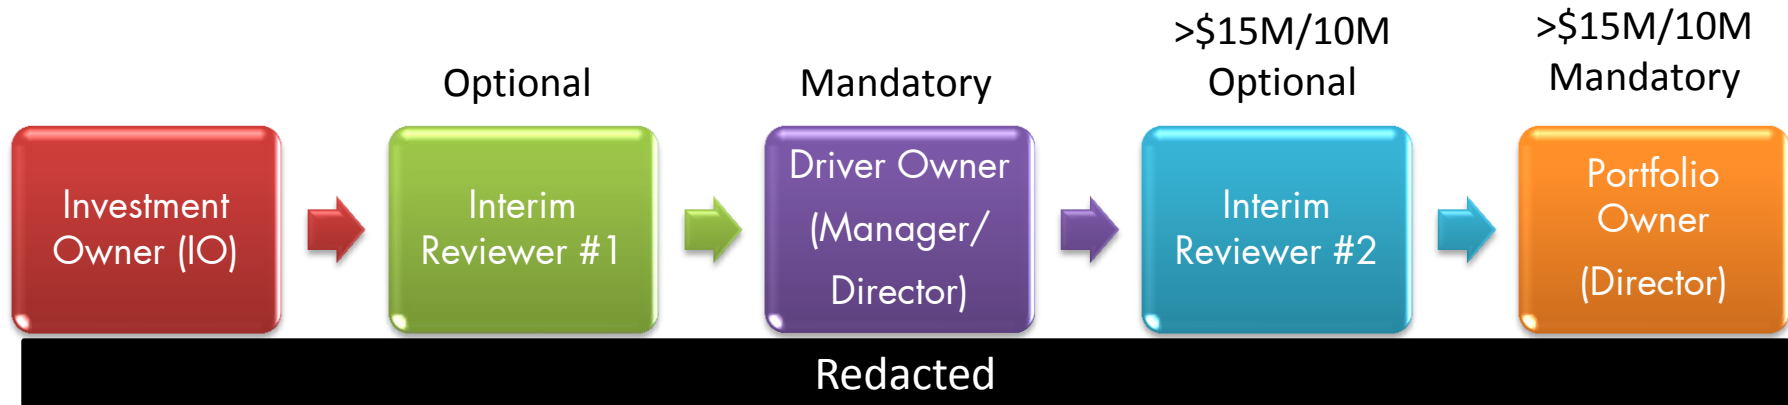 Optional
Mandatory
>$15M/10M
Optional
>$15M/10M
Mandatory
Investment
Owner (IO)
Interim
Reviewer #1
Driver Owner
(Manager/
Director)
Interim
Reviewer #2
Portfolio
Owner
(Director)
Redacted